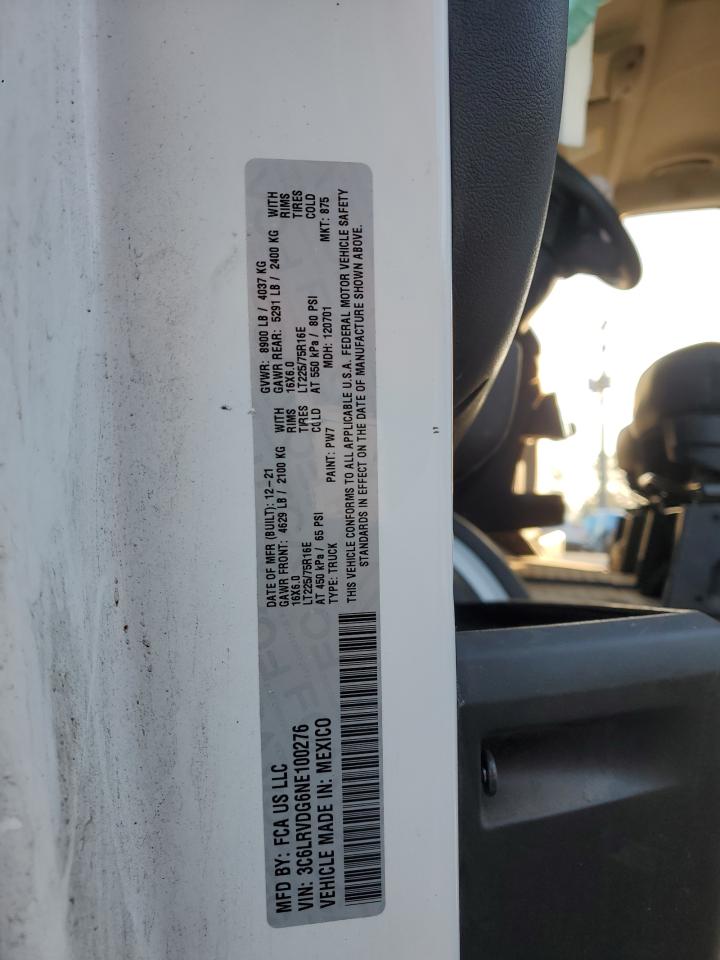 MFD BY: FCA US LLC
VIN: 3C6LRVDG6NE100276
VEHICLE MADE IN: MEXICO
DATE OF MFR (BUILT): 12-21 GVWR: 8900 LB / 4037 KG
GAWR FRONT: 4629 LB / 2100 KG WITH GAWR REAR: 5291 LB / 2400 KG WITH
16X6.0 RIMS 16X6.0 RIMS
LT225/75R16E TIRES LT225/75R16E TIRES
AT 450 kPa / 65 PSI COLD AT 550 kPa / 80 PSI COLD
TYPE: TRUCK PAINT: PW7 MDH: 120701 MKT: 875
THIS VEHICLE CONFORMS TO ALL APPLICABLE U.S.A. FEDERAL MOTOR VEHICLE SAFETY
STANDARDS IN EFFECT ON THE DATE OF MANUFACTURE SHOWN ABOVE.